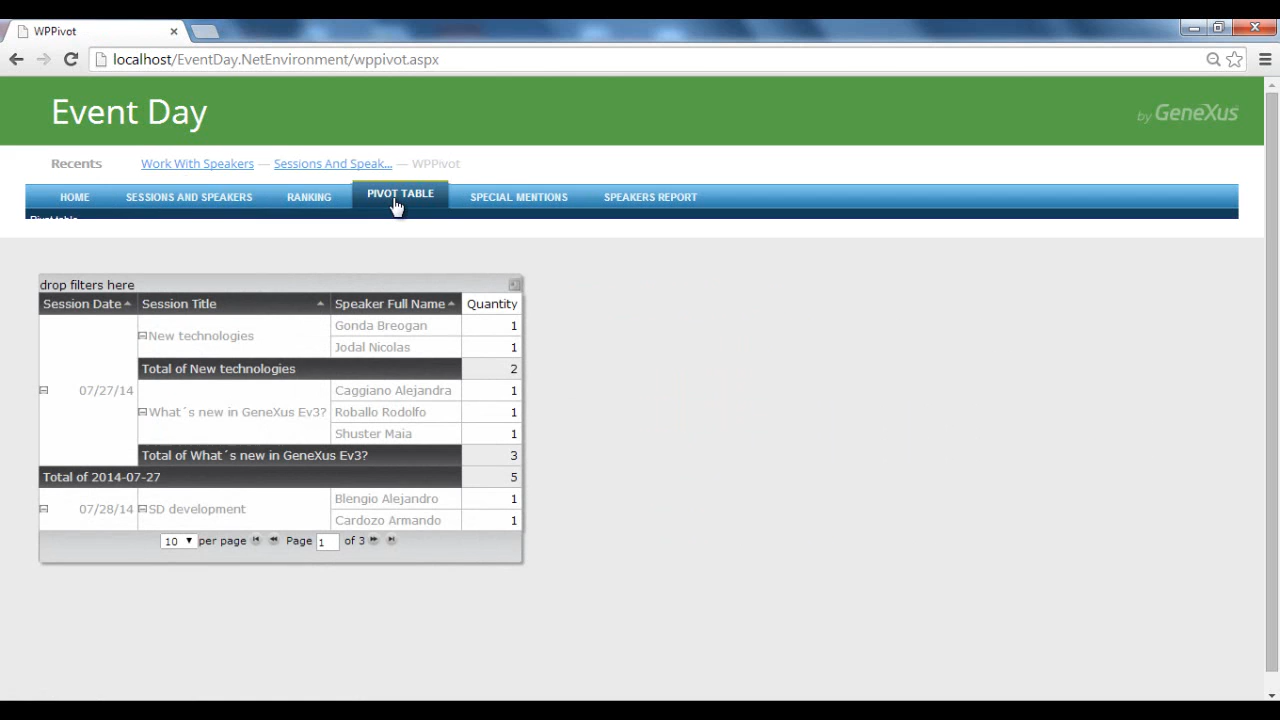 WPPivot
localhost/EventDay.NetEnvironment/wppivot.aspx
Event Day
by GeneXus
Recents Work With Speakers — Sessions And Speak... — WPPivot
HOME SESSIONS AND SPEAKERS RANKING PIVOT TABLE SPECIAL MENTIONS SPEAKERS REPORT
Pivot table
drop filters here
Session Date Session Title Speaker Full Name Quantity
New technologies Gonda Breogan 1
Jodal Nicolas 1
Total of New technologies 2
07/27/14 Caggiano Alejandra 1
What´s new in GeneXus Ev3? Roballo Rodolfo 1
Shuster Maia 1
Total of What´s new in GeneXus Ev3? 3
Total of 2014-07-27 5
07/28/14 SD development Blengio Alejandro 1
Cardozo Armando 1
10 per page Page 1 of 3